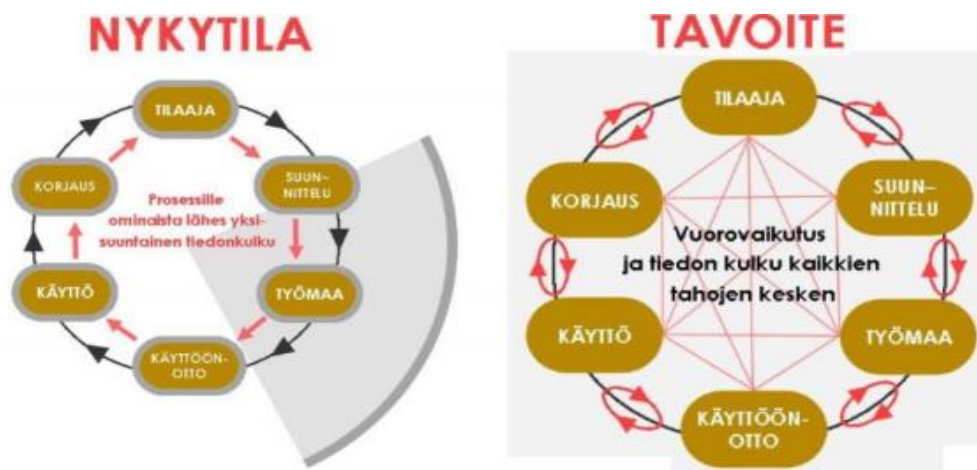 NYKYTILA
TILAAJA
SUUN-
NITTELU
TYÖMAA
KÄYTTÖÖN-
OTTO
KÄYTTÖ
KORJAUS
Prosessille
ominaista lähes yksi-
suuntainen tiedonkulku
TAVOITE
TILAAJA
SUUN-
NITTELU
TYÖMAA
KÄYTTÖÖN-
OTTO
KÄYTTÖ
KORJAUS
Vuorovaikutus
ja tiedon kulku kaikkien
tahojen kesken